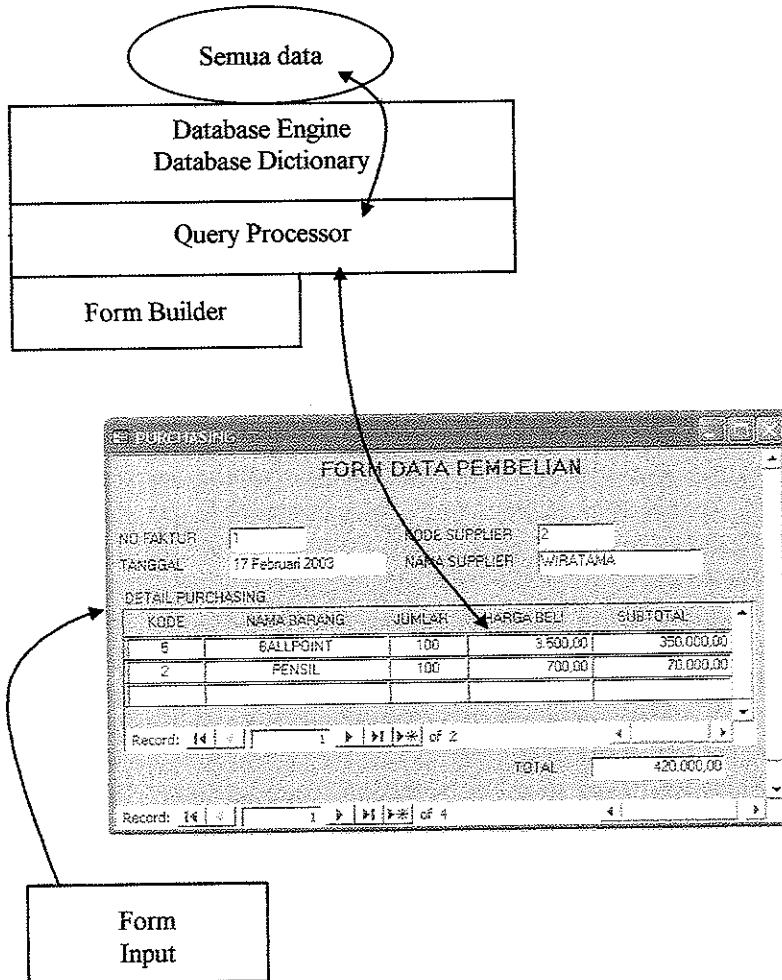 Semua data
Database Engine
Database Dictionary
Query Processor
Form Builder
PURCHASING
FORM DATA PEMBELIAN
NO FAKTUR 1 KODE SUPPLIER 2
TANGGAL 17 Februari 2003 NAMA SUPPLIER WIRATAMA
DETAIL PURCHASING
KODE NAMA BARANG JUMLAH HARGA BELI SUBTOTAL
5 BALLPOINT 100 3.500,00 350.000,00
2 PENSIL 100 700,00 70.000,00
Record: 1 of 2
TOTAL 420.000,00
Record: 1 of 4
Form
Input